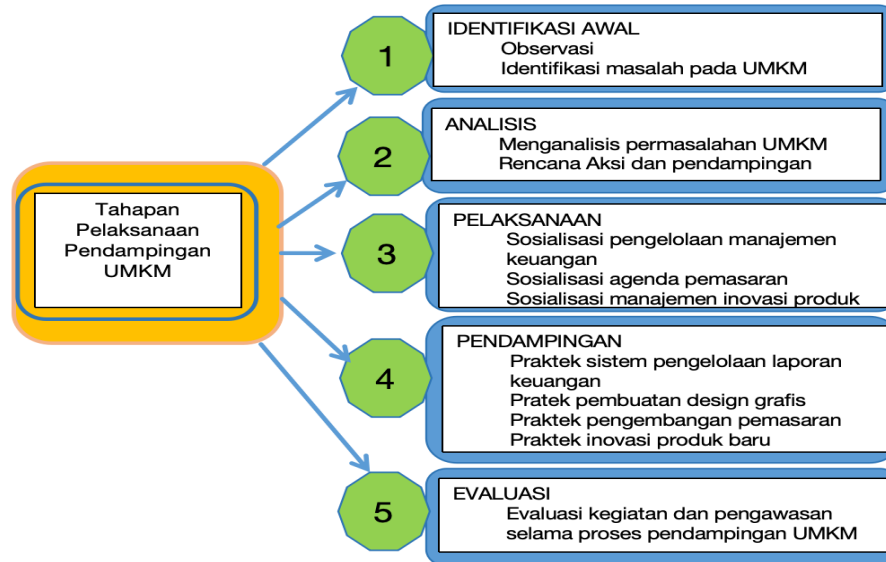 Tahapan
Pelaksanaan
Pendampingan
UMKM
1
IDENTIFIKASI AWAL
Observasi
Identifikasi masalah pada UMKM
2
ANALISIS
Menganalisis permasalahan UMKM
Rencana Aksi dan pendampingan
3
PELAKSANAAN
Sosialisasi pengelolaan manajemen
keuangan
Sosialisasi agenda pemasaran
Sosialisasi manajemen inovasi produk
4
PENDAMPINGAN
Praktek sistem pengelolaan laporan
keuangan
Pratek pembuatan design grafis
Praktek pengembangan pemasaran
Praktek inovasi produk baru
5
EVALUASI
Evaluasi kegiatan dan pengawasan
selama proses pendampingan UMKM